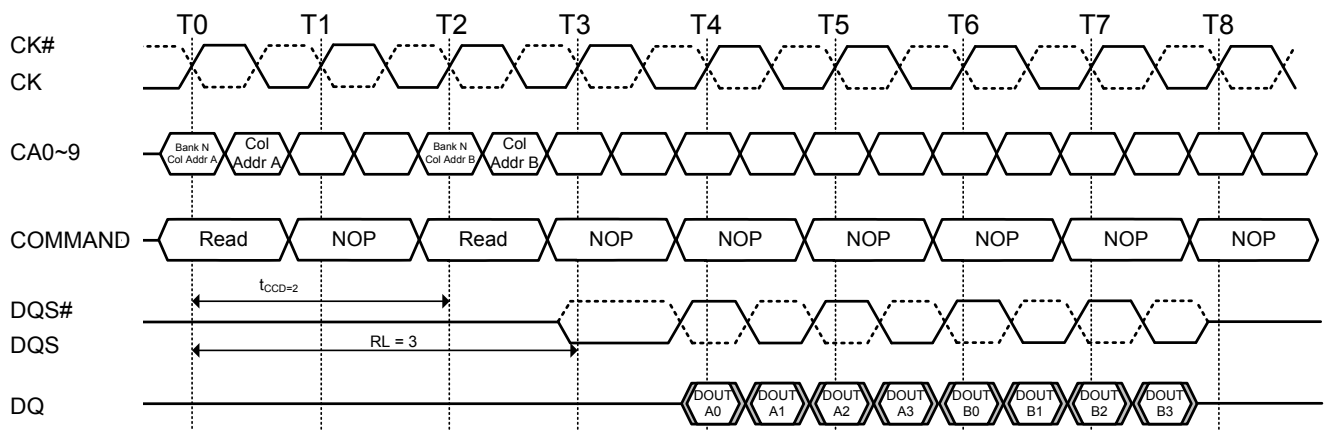 T0 T1 T2 T3 T4 T5 T6 T7 T8
CK#
CK
CA0~9
Bank N
Col Addr A
Col
Addr A
Bank N
Col Addr B
Col
Addr B
COMMAND
Read NOP Read NOP NOP NOP NOP NOP NOP
tCCD=2
DQS#
DQS
RL = 3
DQ
DOUT
A0
DOUT
A1
DOUT
A2
DOUT
A3
DOUT
B0
DOUT
B1
DOUT
B2
DOUT
B3